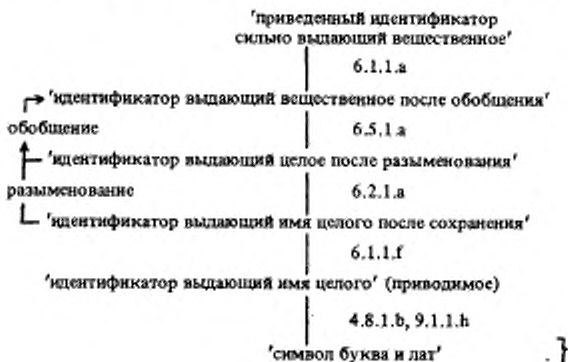 'приведенный идентификатор
сильно выдающий вещественное'
6.1.1.a
'идентификатор выдающий вещественное после обобщения'
обобщение
6.5.1.a
'идентификатор выдающий целое после разыменования'
разыменование
6.2.1.a
'идентификатор выдающий имя целого после сохранения'
6.1.1.f
'идентификатор выдающий имя целого' (приводимое)
4.8.1.b, 9.1.1.h
'символ буква и лат' . }